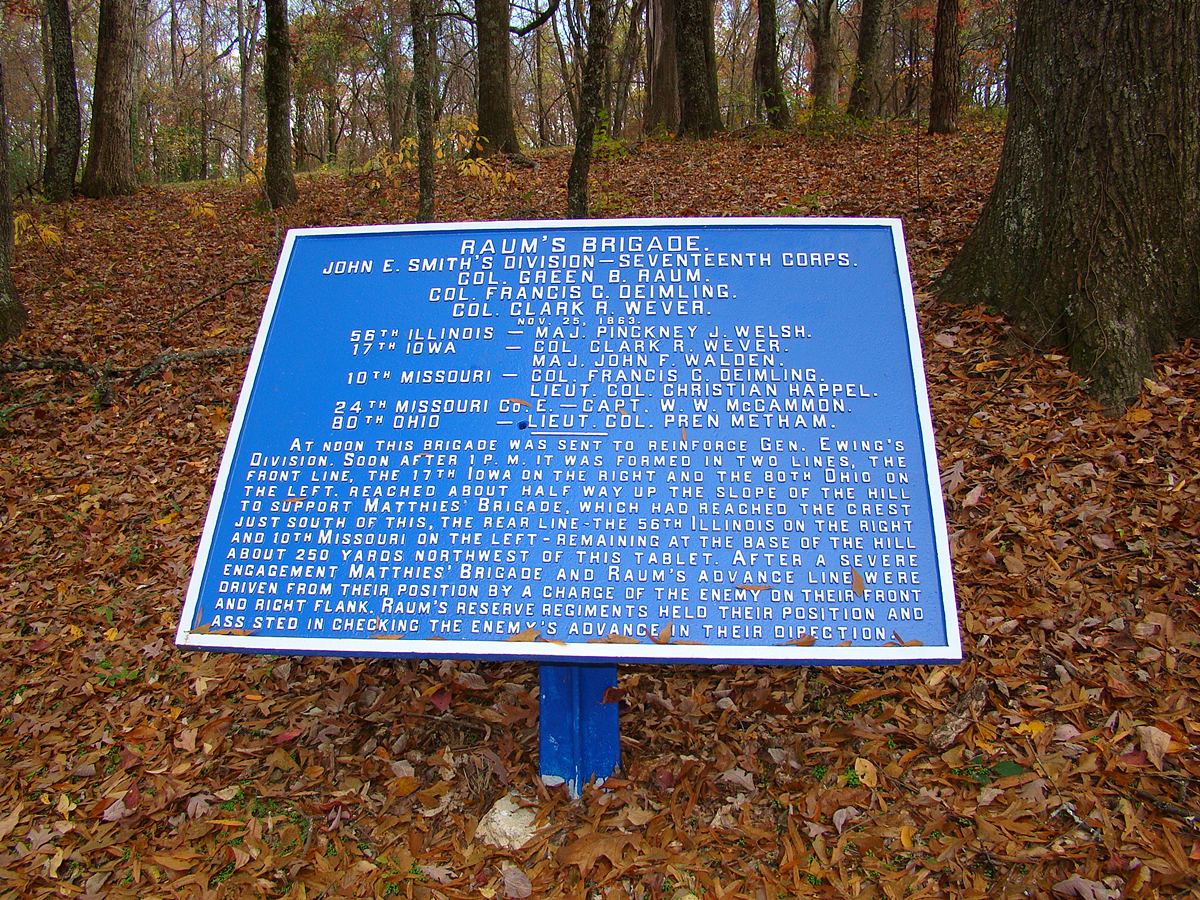 RAUM'S BRIGADE.
JOHN E. SMITH'S DIVISION—SEVENTEENTH CORPS.
COL. GREEN B. RAUM.
COL. FRANCIS C. DEIMLING.
COL. CLARK R. WEVER.
NOV. 25, 1863.
56TH ILLINOIS — MAJ. PINCKNEY J. WELSH.
17TH IOWA — COL. CLARK R. WEVER.
MAJ. JOHN F. WALDEN.
10TH MISSOURI — COL. FRANCIS C. DEIMLING.
LIEUT. COL. CHRISTIAN HAPPEL.
24TH MISSOURI CO. E. — CAPT. W. W. McCAMMON.
80TH OHIO — LIEUT. COL. PREN METHAM.
AT NOON THIS BRIGADE WAS SENT TO REINFORCE GEN. EWING'S
DIVISION. SOON AFTER 1 P. M. IT WAS FORMED IN TWO LINES, THE
FRONT LINE, THE 17TH IOWA ON THE RIGHT AND THE 80TH OHIO ON
THE LEFT. REACHED ABOUT HALF WAY UP THE SLOPE OF THE HILL
TO SUPPORT MATTHIES' BRIGADE, WHICH HAD REACHED THE CREST
JUST SOUTH OF THIS, THE REAR LINE-THE 56TH ILLINOIS ON THE RIGHT
AND 10TH MISSOURI ON THE LEFT-REMAINING AT THE BASE OF THE HILL
ABOUT 250 YARDS NORTHWEST OF THIS TABLET. AFTER A SEVERE
ENGAGEMENT MATTHIES' BRIGADE AND RAUM'S ADVANCE LINE WERE
DRIVEN FROM THEIR POSITION BY A CHARGE OF THE ENEMY ON THEIR FRONT
AND RIGHT FLANK. RAUM'S RESERVE REGIMENTS HELD THEIR POSITION AND
ASSISTED IN CHECKING THE ENEMY'S ADVANCE IN THEIR DIRECTION.